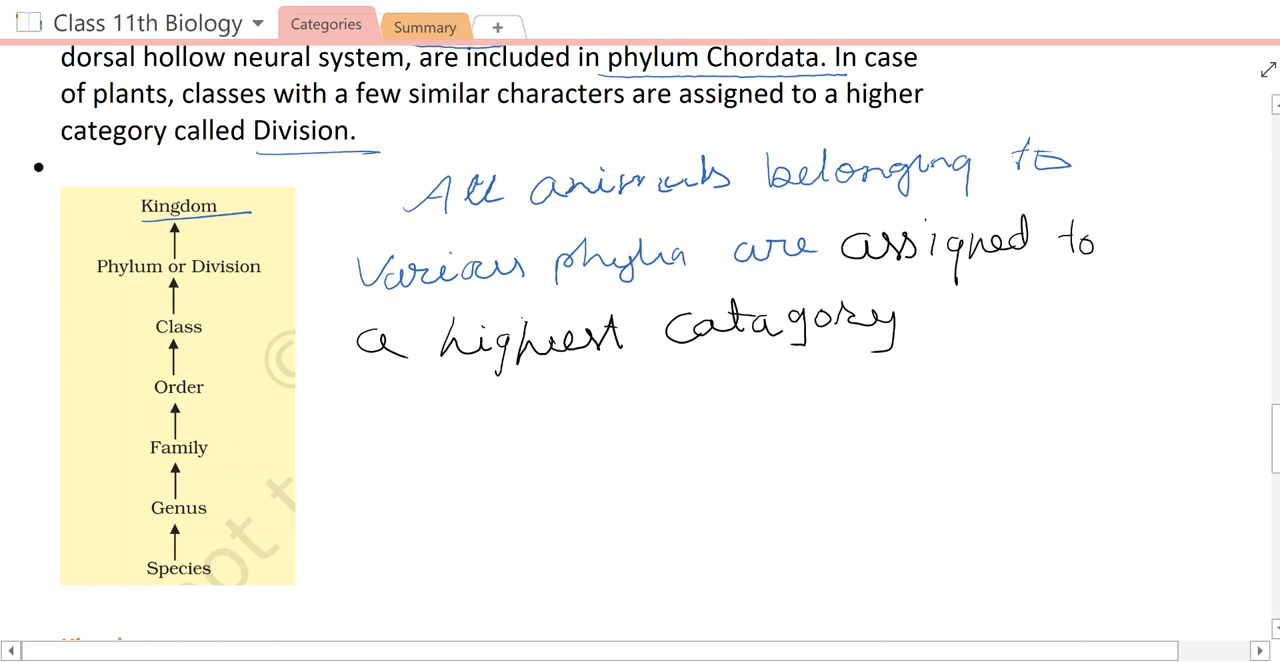 Class 11th Biology
Categories
Summary
+
dorsal hollow neural system, are included in phylum Chordata. In case
of plants, classes with a few similar characters are assigned to a higher
category called Division.
All animals belonging to
various phyla are assigned to
a highest catagory
Kingdom
Phylum or Division
Class
Order
Family
Genus
Species
©
not t